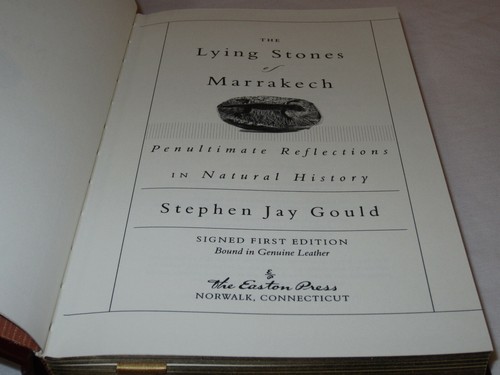 THE
Lying Stones
of
Marrakech
Penultimate Reflections
IN Natural History
Stephen Jay Gould
SIGNED FIRST EDITION
Bound in Genuine Leather
The Easton Press
NORWALK, CONNECTICUT